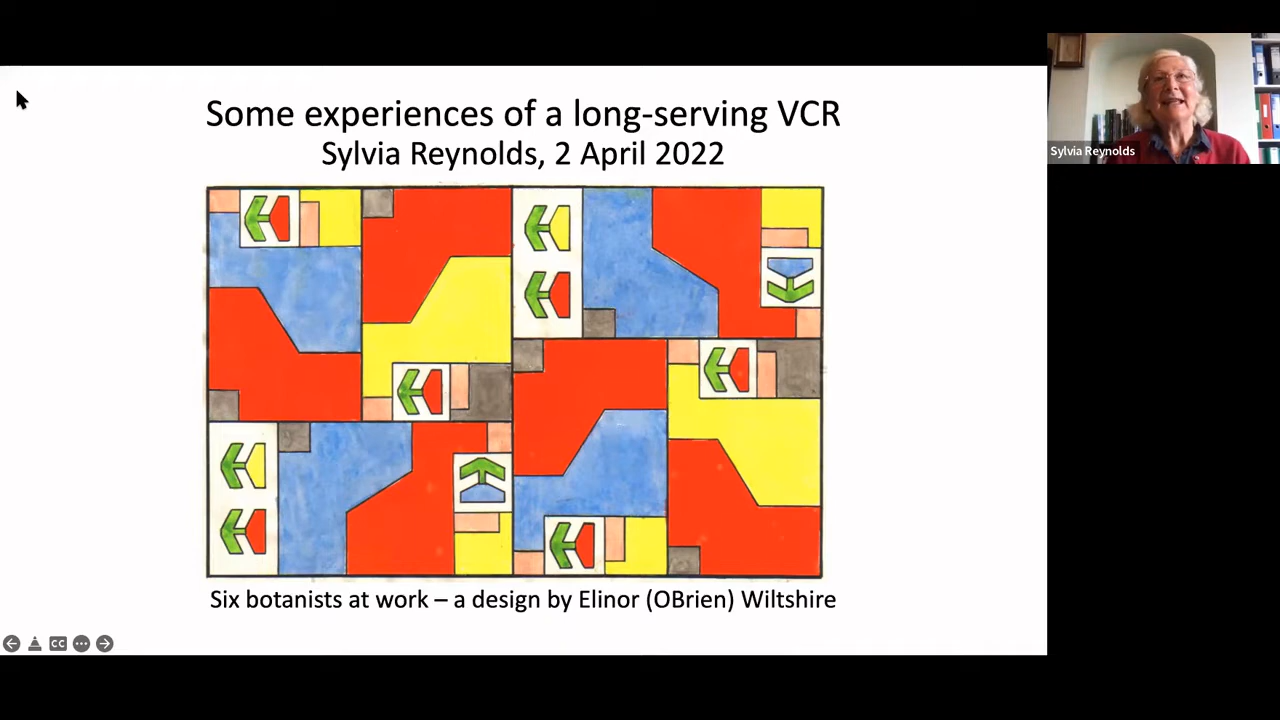 Some experiences of a long-serving VCR
Sylvia Reynolds, 2 April 2022
Sylvia Reynolds
Six botanists at work – a design by Elinor (OBrien) Wiltshire
CC